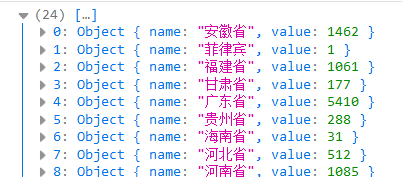 (24) […]
0: Object { name: "安徽省", value: 1462 }
1: Object { name: "菲律宾", value: 1 }
2: Object { name: "福建省", value: 1061 }
3: Object { name: "甘肃省", value: 177 }
4: Object { name: "广东省", value: 5410 }
5: Object { name: "贵州省", value: 288 }
6: Object { name: "海南省", value: 31 }
7: Object { name: "河北省", value: 512 }
8: Object { name: "河南省", value: 1085 }